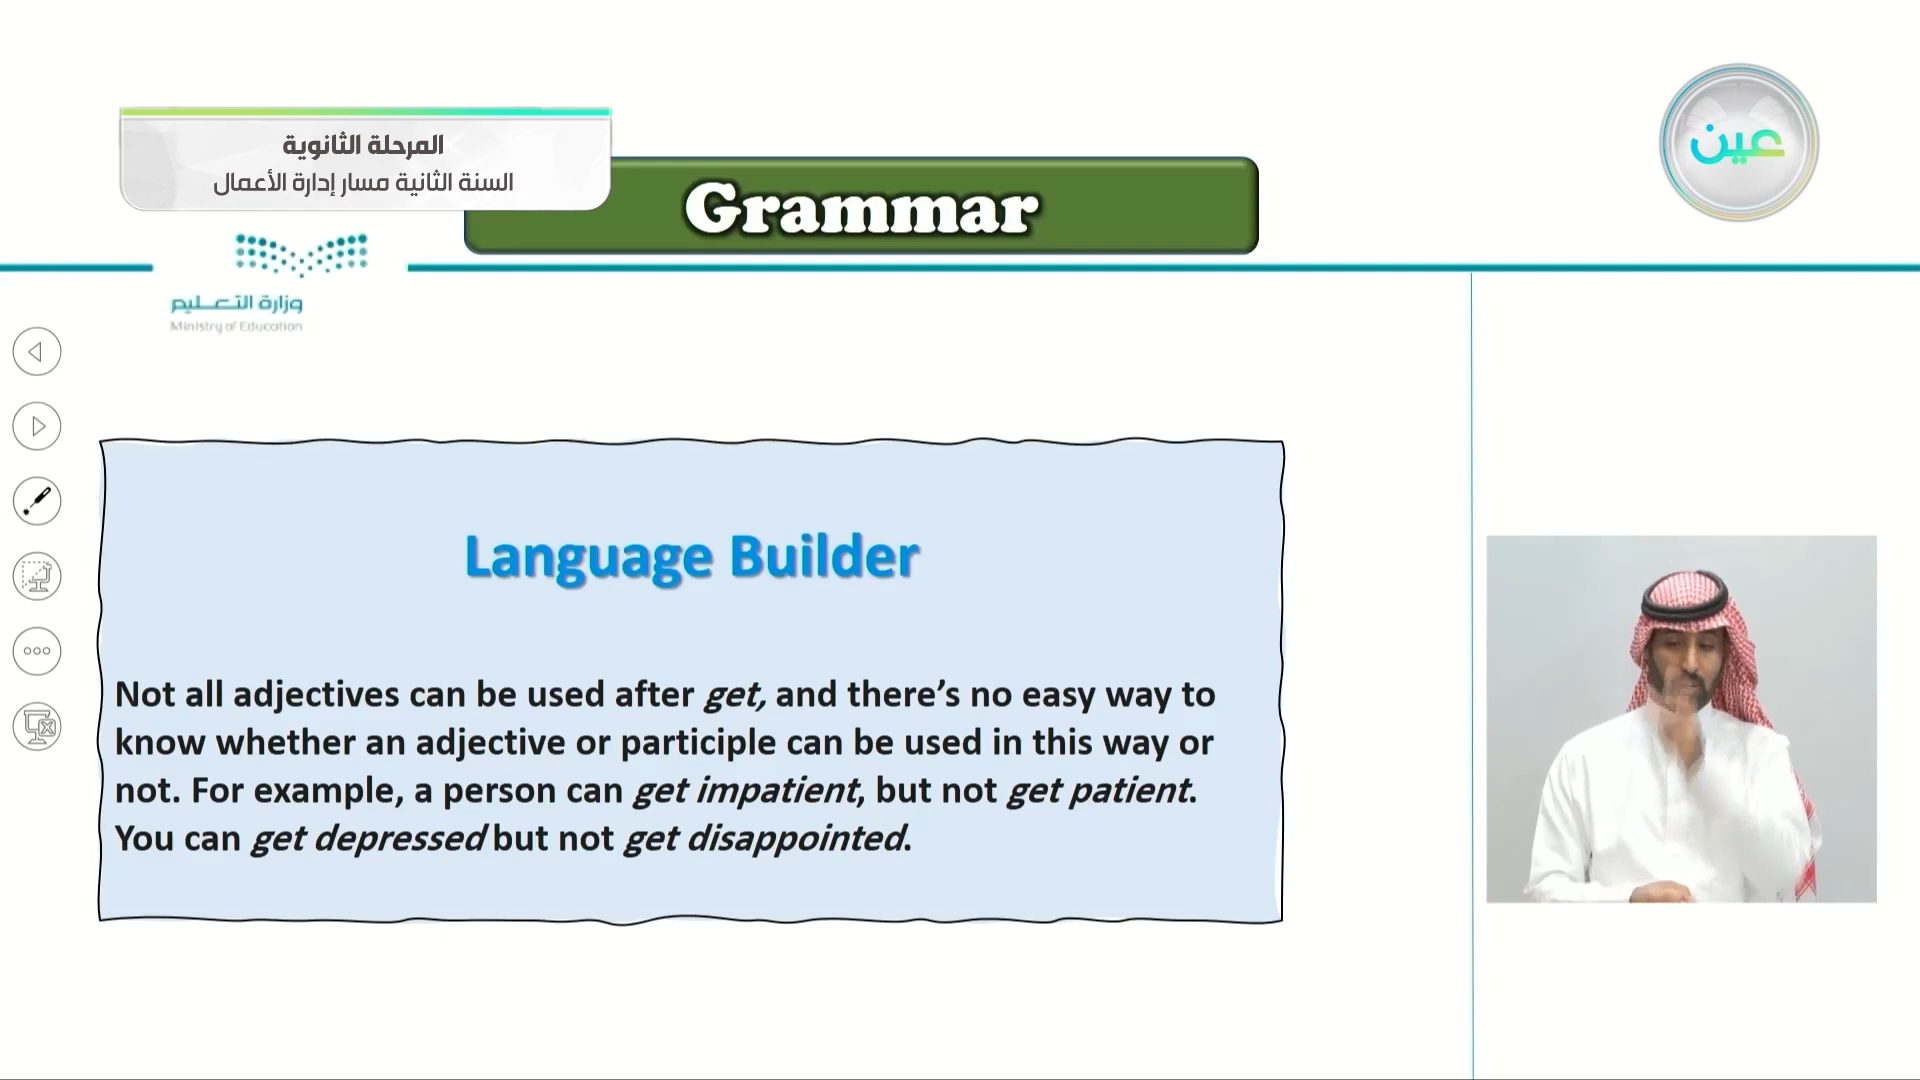 المرحلة الثانوية
السنة الثانية مسار إدارة الأعمال
Grammar
عين
وزارة التعليم
Ministry of Education
Language Builder
Not all adjectives can be used after get, and there’s no easy way to
know whether an adjective or participle can be used in this way or
not. For example, a person can get impatient, but not get patient.
You can get depressed but not get disappointed.